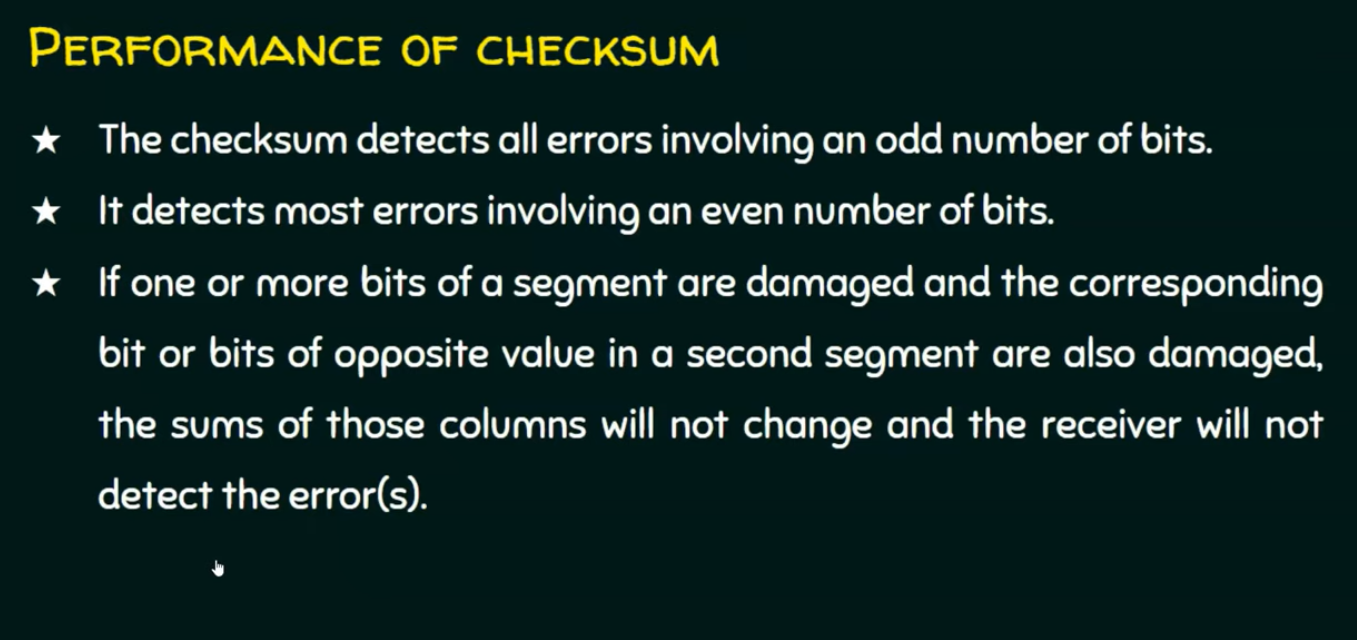 PERFORMANCE OF CHECKSUM
★ The checksum detects all errors involving an odd number of bits.
★ It detects most errors involving an even number of bits.
★ If one or more bits of a segment are damaged and the corresponding
bit or bits of opposite value in a second segment are also damaged,
the sums of those columns will not change and the receiver will not
detect the error(s).